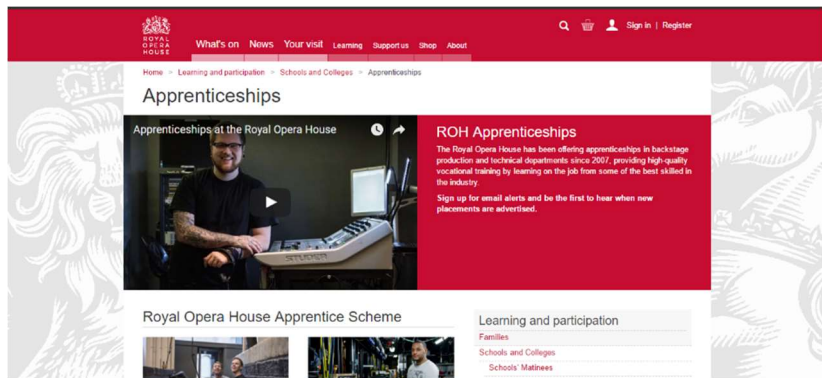 ROYAL
OPERA
HOUSE
What's on News Your visit Learning Support us Shop About
Sign in | Register
Home > Learning and participation > Schools and Colleges > Apprenticeships
Apprenticeships
Apprenticeships at the Royal Opera House
STUDER
ROH Apprenticeships
The Royal Opera House has been offering apprenticeships in backstage
production and technical departments since 2007, providing high-quality
vocational training by learning on the job from some of the best skilled in
the industry.
Sign up for email alerts and be the first to hear when new
placements are advertised.
Royal Opera House Apprentice Scheme
Learning and participation
Families
Schools and Colleges
Schools' Matinees